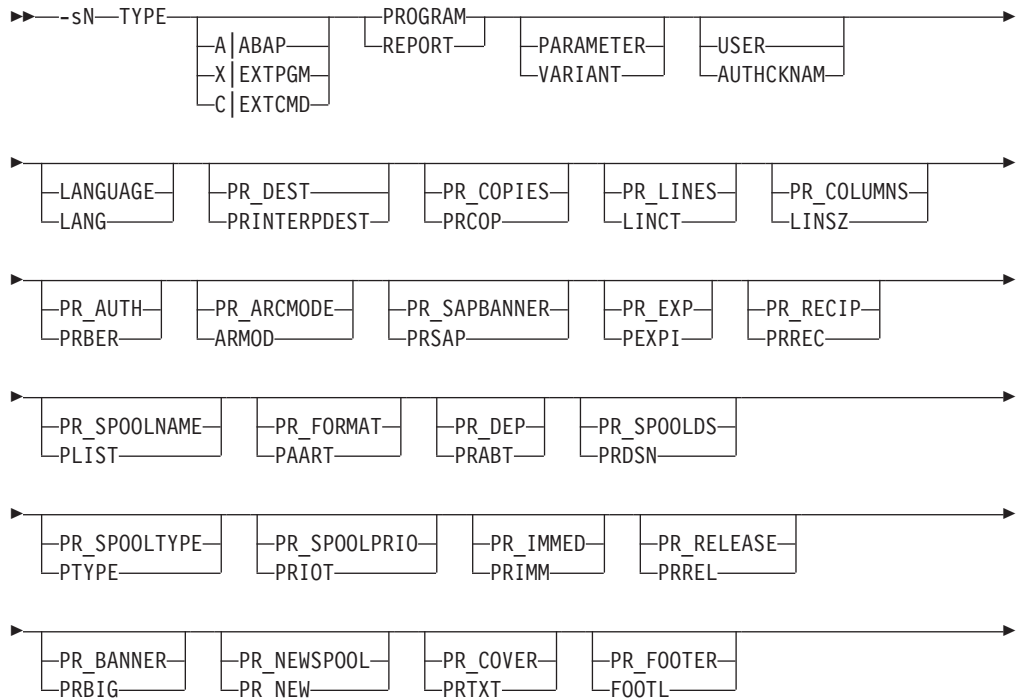 -sN TYPE PROGRAM
A|ABAP REPORT PARAMETER USER
X|EXTPGM VARIANT AUTHCKNAM
C|EXTCMD
LANGUAGE PR_DEST PR_COPIES PR_LINES PR_COLUMNS
LANG PRINTERPDEST PRCOP LINCT LINSZ
PR_AUTH PR_ARCMODE PR_SAPBANNER PR_EXP PR_RECIP
PRBER ARMOD PRSAP PEXPI PRREC
PR_SPOOLNAME PR_FORMAT PR_DEP PR_SPOOLDS
PLIST PAART PRABT PRDSN
PR_SPOOLTYPE PR_SPOOLPRIO PR_IMMED PR_RELEASE
PTYPE PRIOT PRIMM PRREL
PR_BANNER PR_NEWSPOOL PR_COVER PR_FOOTER
PRBIG PR_NEW PRTXT FOOTL